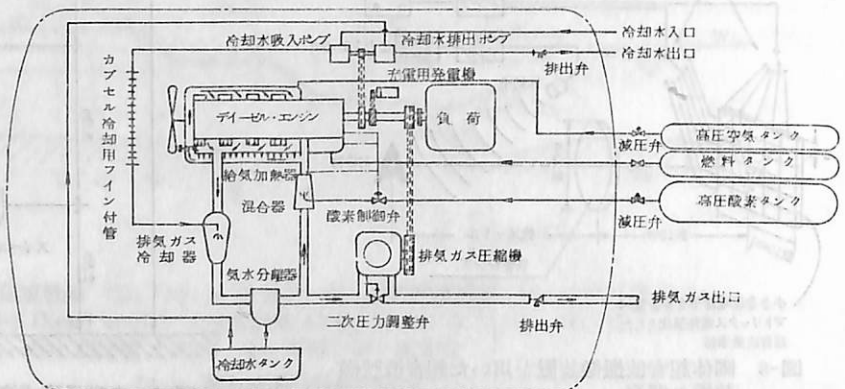 冷却水吸入ポンプ
冷却水排出ポンプ
冷却水入口
冷却水出口
排出弁
充電用発電機
カプセル冷却用フイン付管
デイーゼル・エンジン
負荷
高圧空気タンク
減圧弁
燃料タンク
給気加熱器
混合器
酸素制御弁
高圧酸素タンク
減圧弁
排気ガス
冷却器
排気ガス圧縮機
気水分離器
排気ガス出口
二次圧力調整弁
排出弁
冷却水タンク